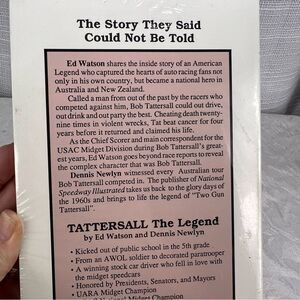 The Story They Said
Could Not Be Told
Ed Watson shares the inside story of an American
Legend who captured the hearts of auto racing fans not
only in his own country, but became a national hero in
Australia and New Zealand.
Called a man from out of the past by the racers who
competed against him, Bob Tattersall could out drive,
out drink and out party the best. Cheating death twenty-
nine times in violent wrecks, Tat beat cancer for four
years before it returned and claimed his life.
As the Chief Scorer and main correspondent for the
USAC Midget Division during Bob Tattersall's great-
est years, Ed Watson goes beyond race reports to reveal
the complex character that was Bob Tattersall.
Dennis Newlyn witnessed every Australian tour
Bob Tattersall competed in. The publisher of National
Speedway Illustrated takes us back to the glory days of
the 1960s and brings to life the legend of "Two Gun
Tattersall".
TATTERSALL The Legend
by Ed Watson and Dennis Newlyn
• Kicked out of public school in the 5th grade
• From an AWOL soldier to decorated paratrooper
• A winning stock car driver who fell in love with
the midget speedcars
• Honored by Presidents, Senators, and Mayors
• UARA Midget Champion
National Midget Champion